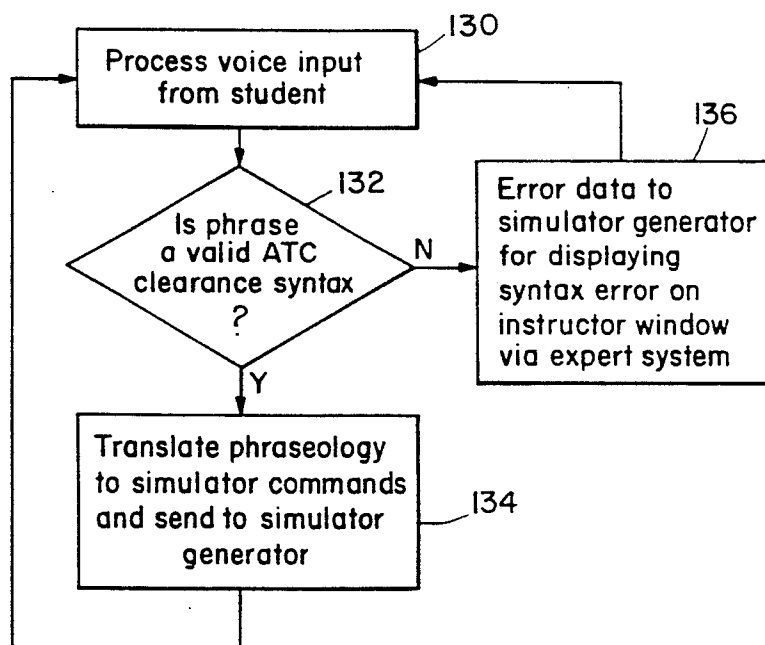 130
Process voice input
from student
132
Is phrase
a valid ATC
clearance syntax
?
N
Y
136
Error data to
simulator generator
for displaying
syntax error on
instructor window
via expert system
Translate phraseology
to simulator commands
and send to simulator
generator
134